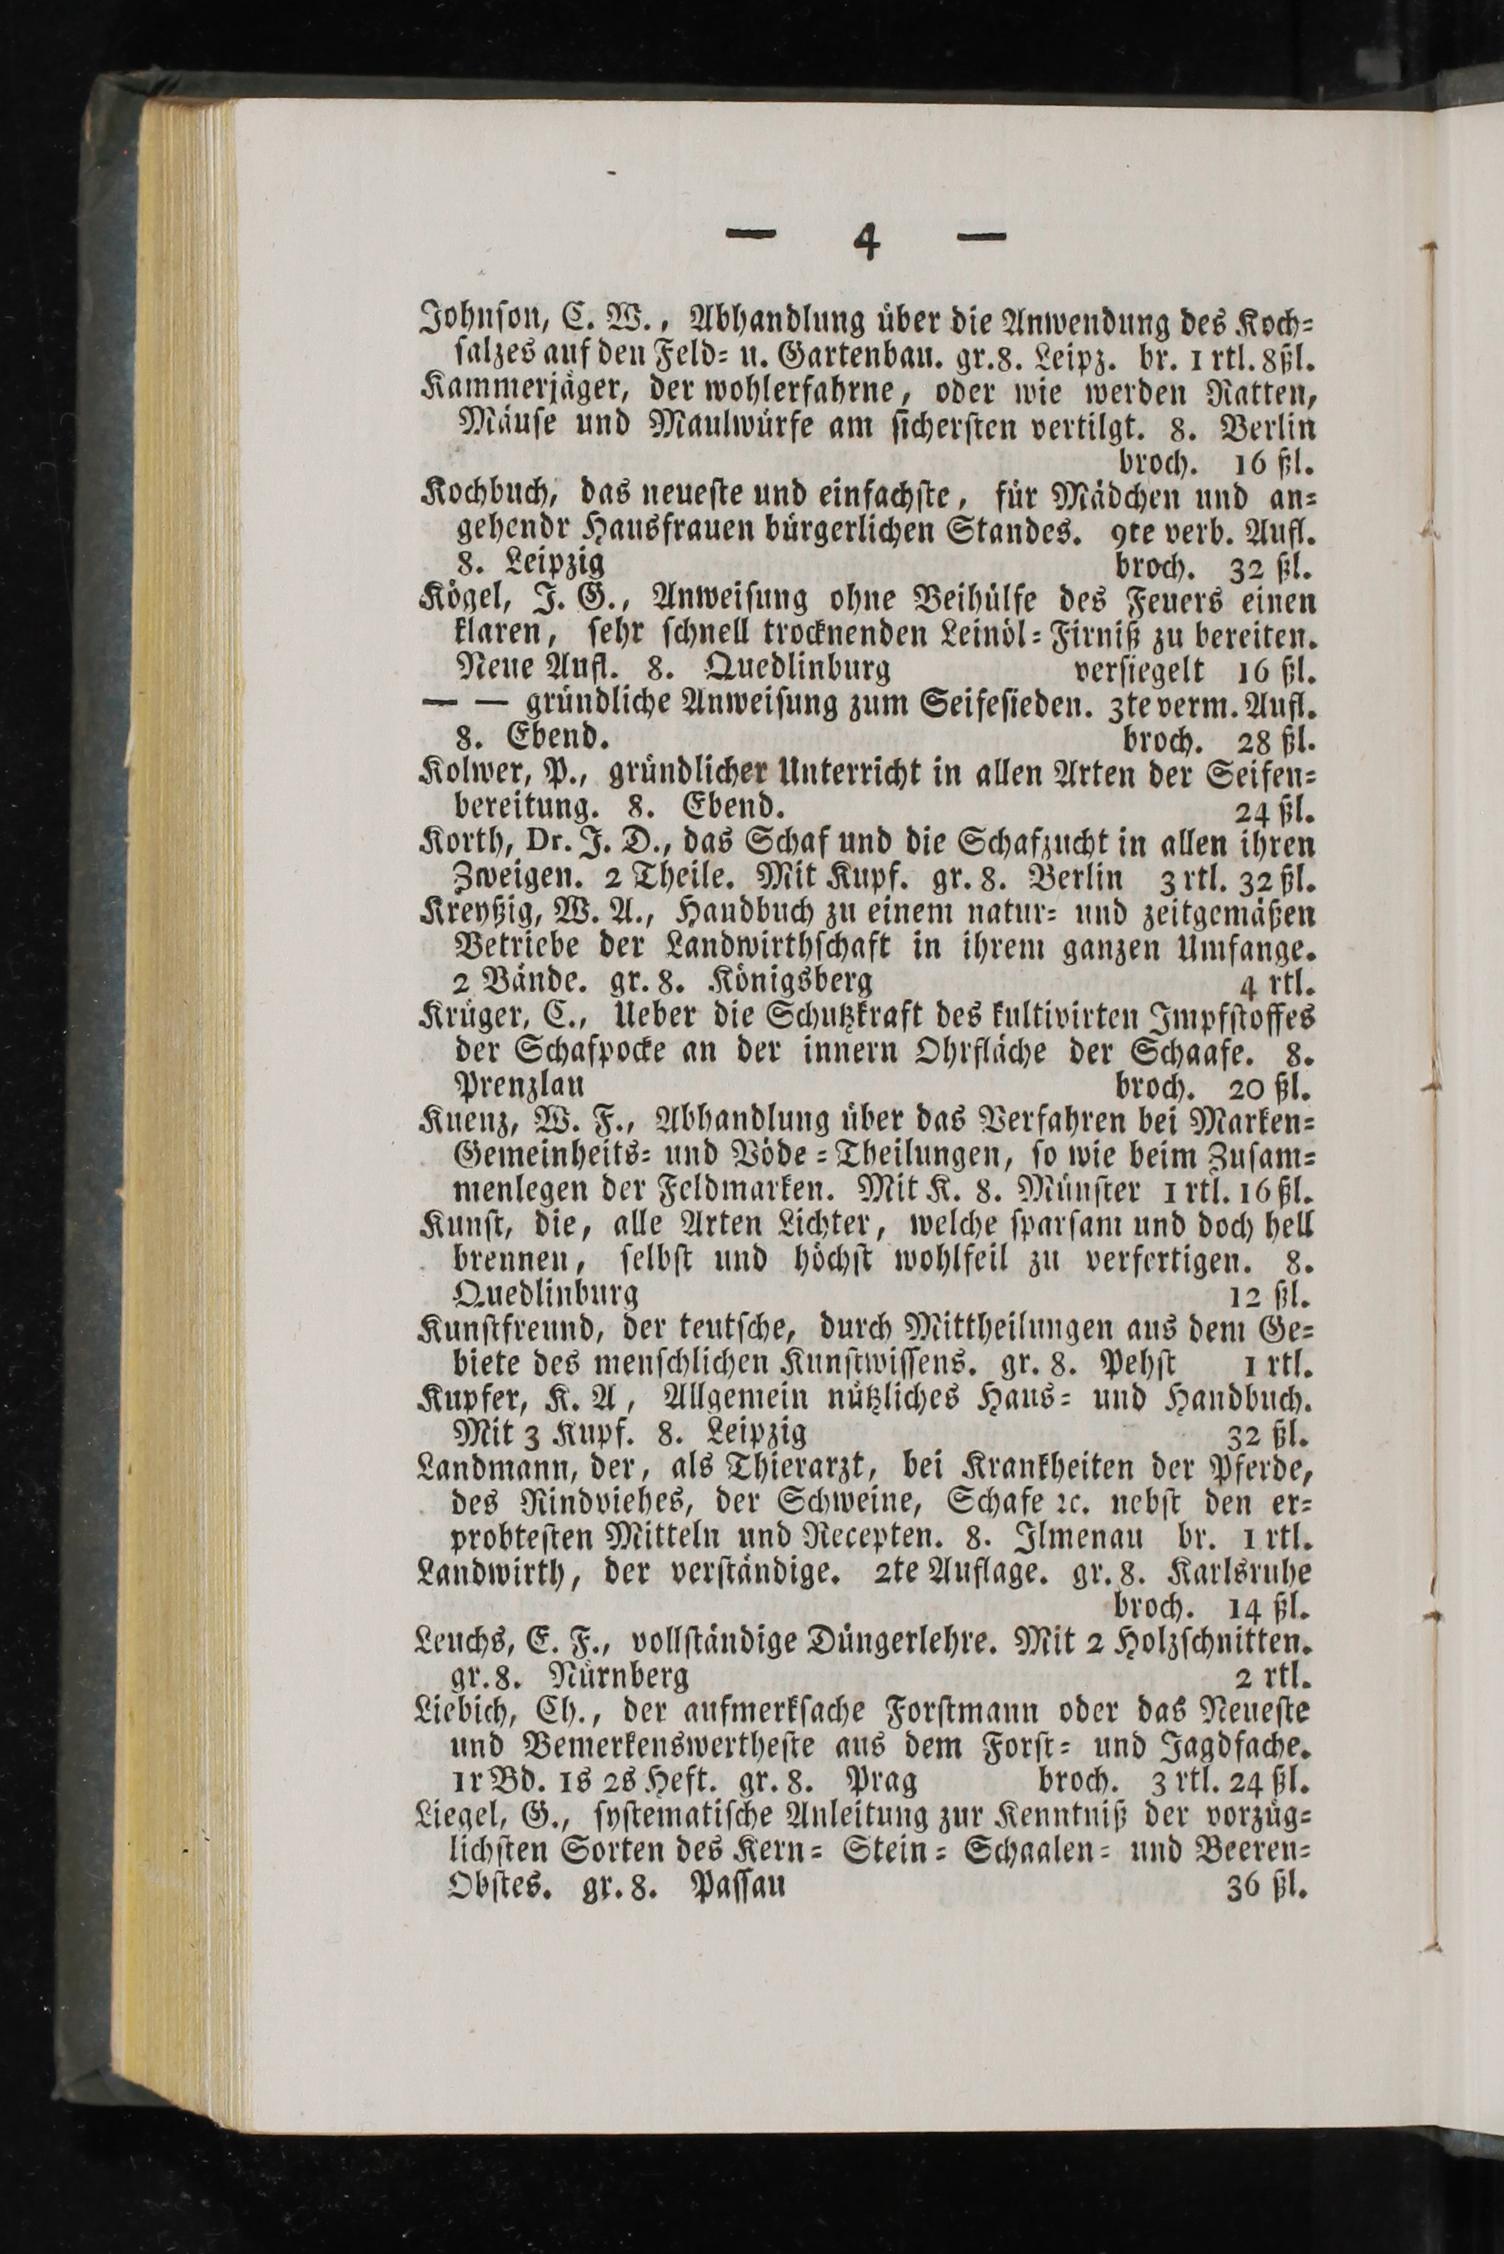 — 4 —
Johnſon, C. W., Abhandlung über die Anwendung des Koch-
ſalzes auf den Feld- u. Gartenbau. gr. 8. Leipz. br. 1 rtl. 8 ßl.
Kammerjäger, der wohlerfahrne, oder wie werden Ratten,
Mäuſe und Maulwürfe am ſicherſten vertilgt. 8. Berlin
broch. 16 ßl.
Kochbuch, das neueſte und einfachſte, für Mädchen und an-
gehendr Hausfrauen bürgerlichen Standes. 9te verb. Aufl.
8. Leipzig broch. 32 ßl.
Kögel, J. G., Anweiſung ohne Beihülfe des Feuers einen
klaren, ſehr ſchnell trocknenden Leinöl-Firniß zu bereiten.
Neue Aufl. 8. Quedlinburg verſiegelt 16 ßl.
— — gründliche Anweiſung zum Seifeſieden. 3te verm. Aufl.
8. Ebend. broch. 28 ßl.
Kolwer, P., gründlicher Unterricht in allen Arten der Seifen-
bereitung. 8. Ebend. 24 ßl.
Korth, Dr. J. D., das Schaf und die Schafzucht in allen ihren
Zweigen. 2 Theile. Mit Kupf. gr. 8. Berlin 3 rtl. 32 ßl.
Kreyßig, W. A., Handbuch zu einem natur- und zeitgemäßen
Betriebe der Landwirthſchaft in ihrem ganzen Umfange.
2 Bände. gr. 8. Königsberg 4 rtl.
Krüger, C., Ueber die Schutzkraft des kultivirten Impfſtoffes
der Schafpocke an der innern Ohrfläche der Schaafe. 8.
Prenzlau broch. 20 ßl.
Kuenz, W. F., Abhandlung über das Verfahren bei Marken-
Gemeinheits- und Vöde-Theilungen, ſo wie beim Zuſam-
menlegen der Feldmarken. Mit K. 8. Münſter 1 rtl. 16 ßl.
Kunſt, die, alle Arten Lichter, welche ſparſam und doch hell
brennen, ſelbſt und höchſt wohlfeil zu verfertigen. 8.
Quedlinburg 12 ßl.
Kunſtfreund, der teutſche, durch Mittheilungen aus dem Ge-
biete des menſchlichen Kunſtwiſſens. gr. 8. Pehſt 1 rtl.
Kupfer, K. A, Allgemein nützliches Haus- und Handbuch.
Mit 3 Kupf. 8. Leipzig 32 ßl.
Landmann, der, als Thierarzt, bei Krankheiten der Pferde,
des Rindviehes, der Schweine, Schafe ꝛc. nebſt den er-
probteſten Mitteln und Recepten. 8. Ilmenau br. 1 rtl.
Landwirth, der verſtändige. 2te Auflage. gr. 8. Karlsruhe
broch. 14 ßl.
Leuchs, E. F., vollſtändige Düngerlehre. Mit 2 Holzſchnitten.
gr. 8. Nürnberg 2 rtl.
Liebich, Ch., der aufmerkſache Forſtmann oder das Neueſte
und Bemerkenswertheſte aus dem Forſt- und Jagdfache.
1r Bd. 1s 2s Heft. gr. 8. Prag broch. 3 rtl. 24 ßl.
Liegel, G., ſyſtematiſche Anleitung zur Kenntniß der vorzüg-
lichſten Sorten des Kern- Stein- Schaalen- und Beeren-
Obſtes. gr. 8. Paſſau 36 ßl.